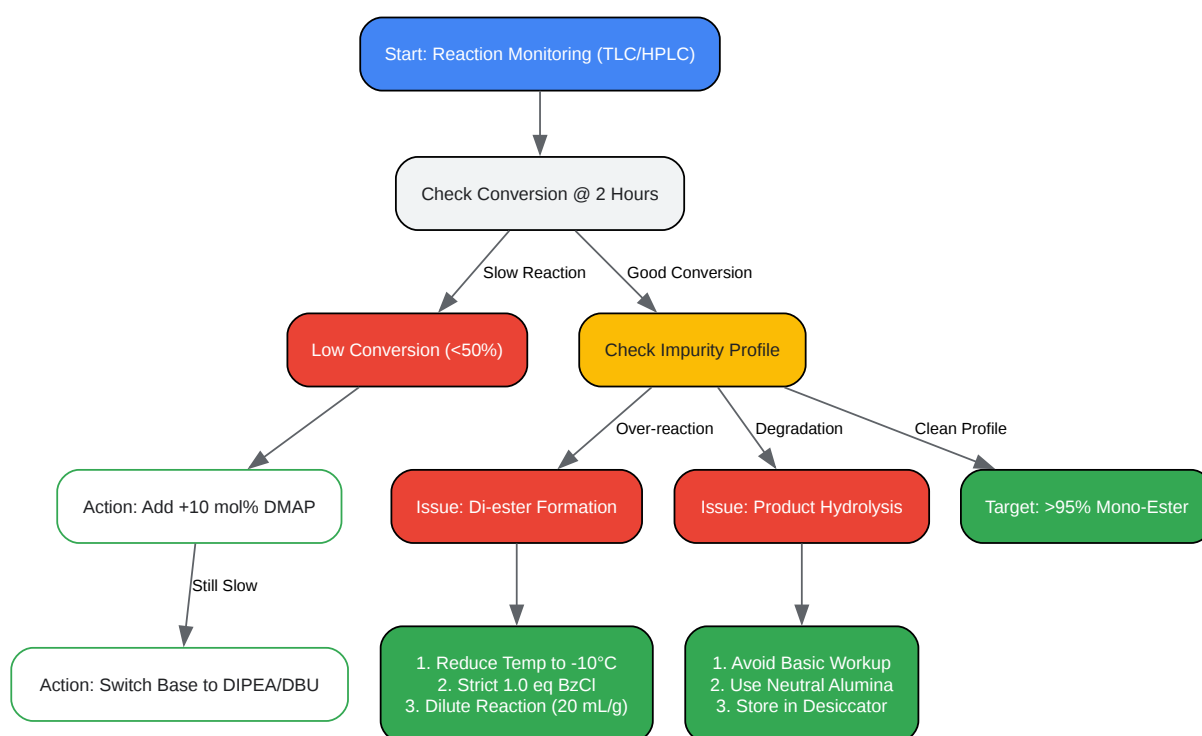 Start: Reaction Monitoring (TLC/HPLC)
Check Conversion @ 2 Hours
Slow Reaction
Good Conversion
Low Conversion (<50%)
Check Impurity Profile
Over-reaction
Degradation
Clean Profile
Action: Add +10 mol% DMAP
Issue: Di-ester Formation
Issue: Product Hydrolysis
Target: >95% Mono-Ester
Still Slow
Action: Switch Base to DIPEA/DBU
1. Reduce Temp to -10°C
2. Strict 1.0 eq BzCl
3. Dilute Reaction (20 mL/g)
1. Avoid Basic Workup
2. Use Neutral Alumina
3. Store in Desiccator